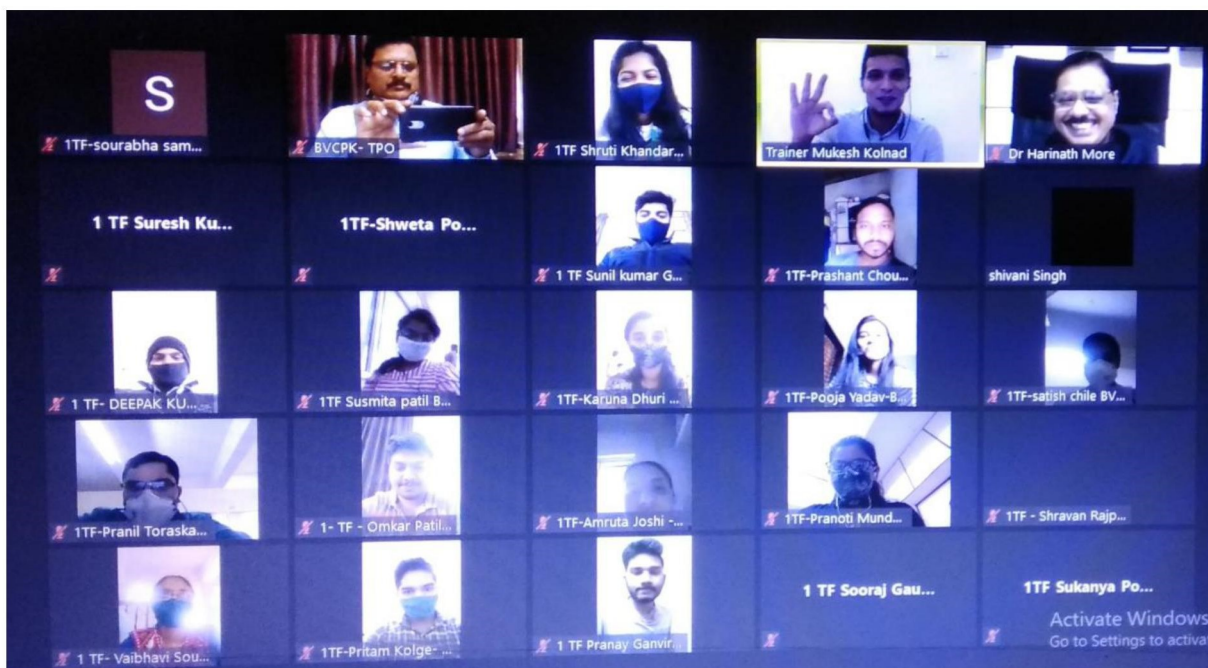 S
1TF-sourabha sam...
BVCPK- TPO
1TF Shruti Khandar...
Trainer Mukesh Kolnad
Dr Harinath More
1 TF Suresh Ku...
1TF-Shweta Po...
1 TF Sunil kumar G...
1TF-Prashant Chou...
shivani Singh
1 TF- DEEPAK KU...
1TF Susmita patil B...
1TF-Karuna Dhuri ...
1TF-Pooja Yadav-B...
1TF-satish chile BV...
1TF-Pranil Toraska...
1- TF - Omkar Patil...
1TF-Amruta Joshi -...
1TF-Pranoti Mund...
1TF - Shravan Rajp...
1 TF- Vaibhavi Sou...
1TF-Pritam Kolge- ...
1 TF Pranay Ganvir...
1 TF Sooraj Gau...
1TF Sukanya Po...
Activate Windows
Go to Settings to activa